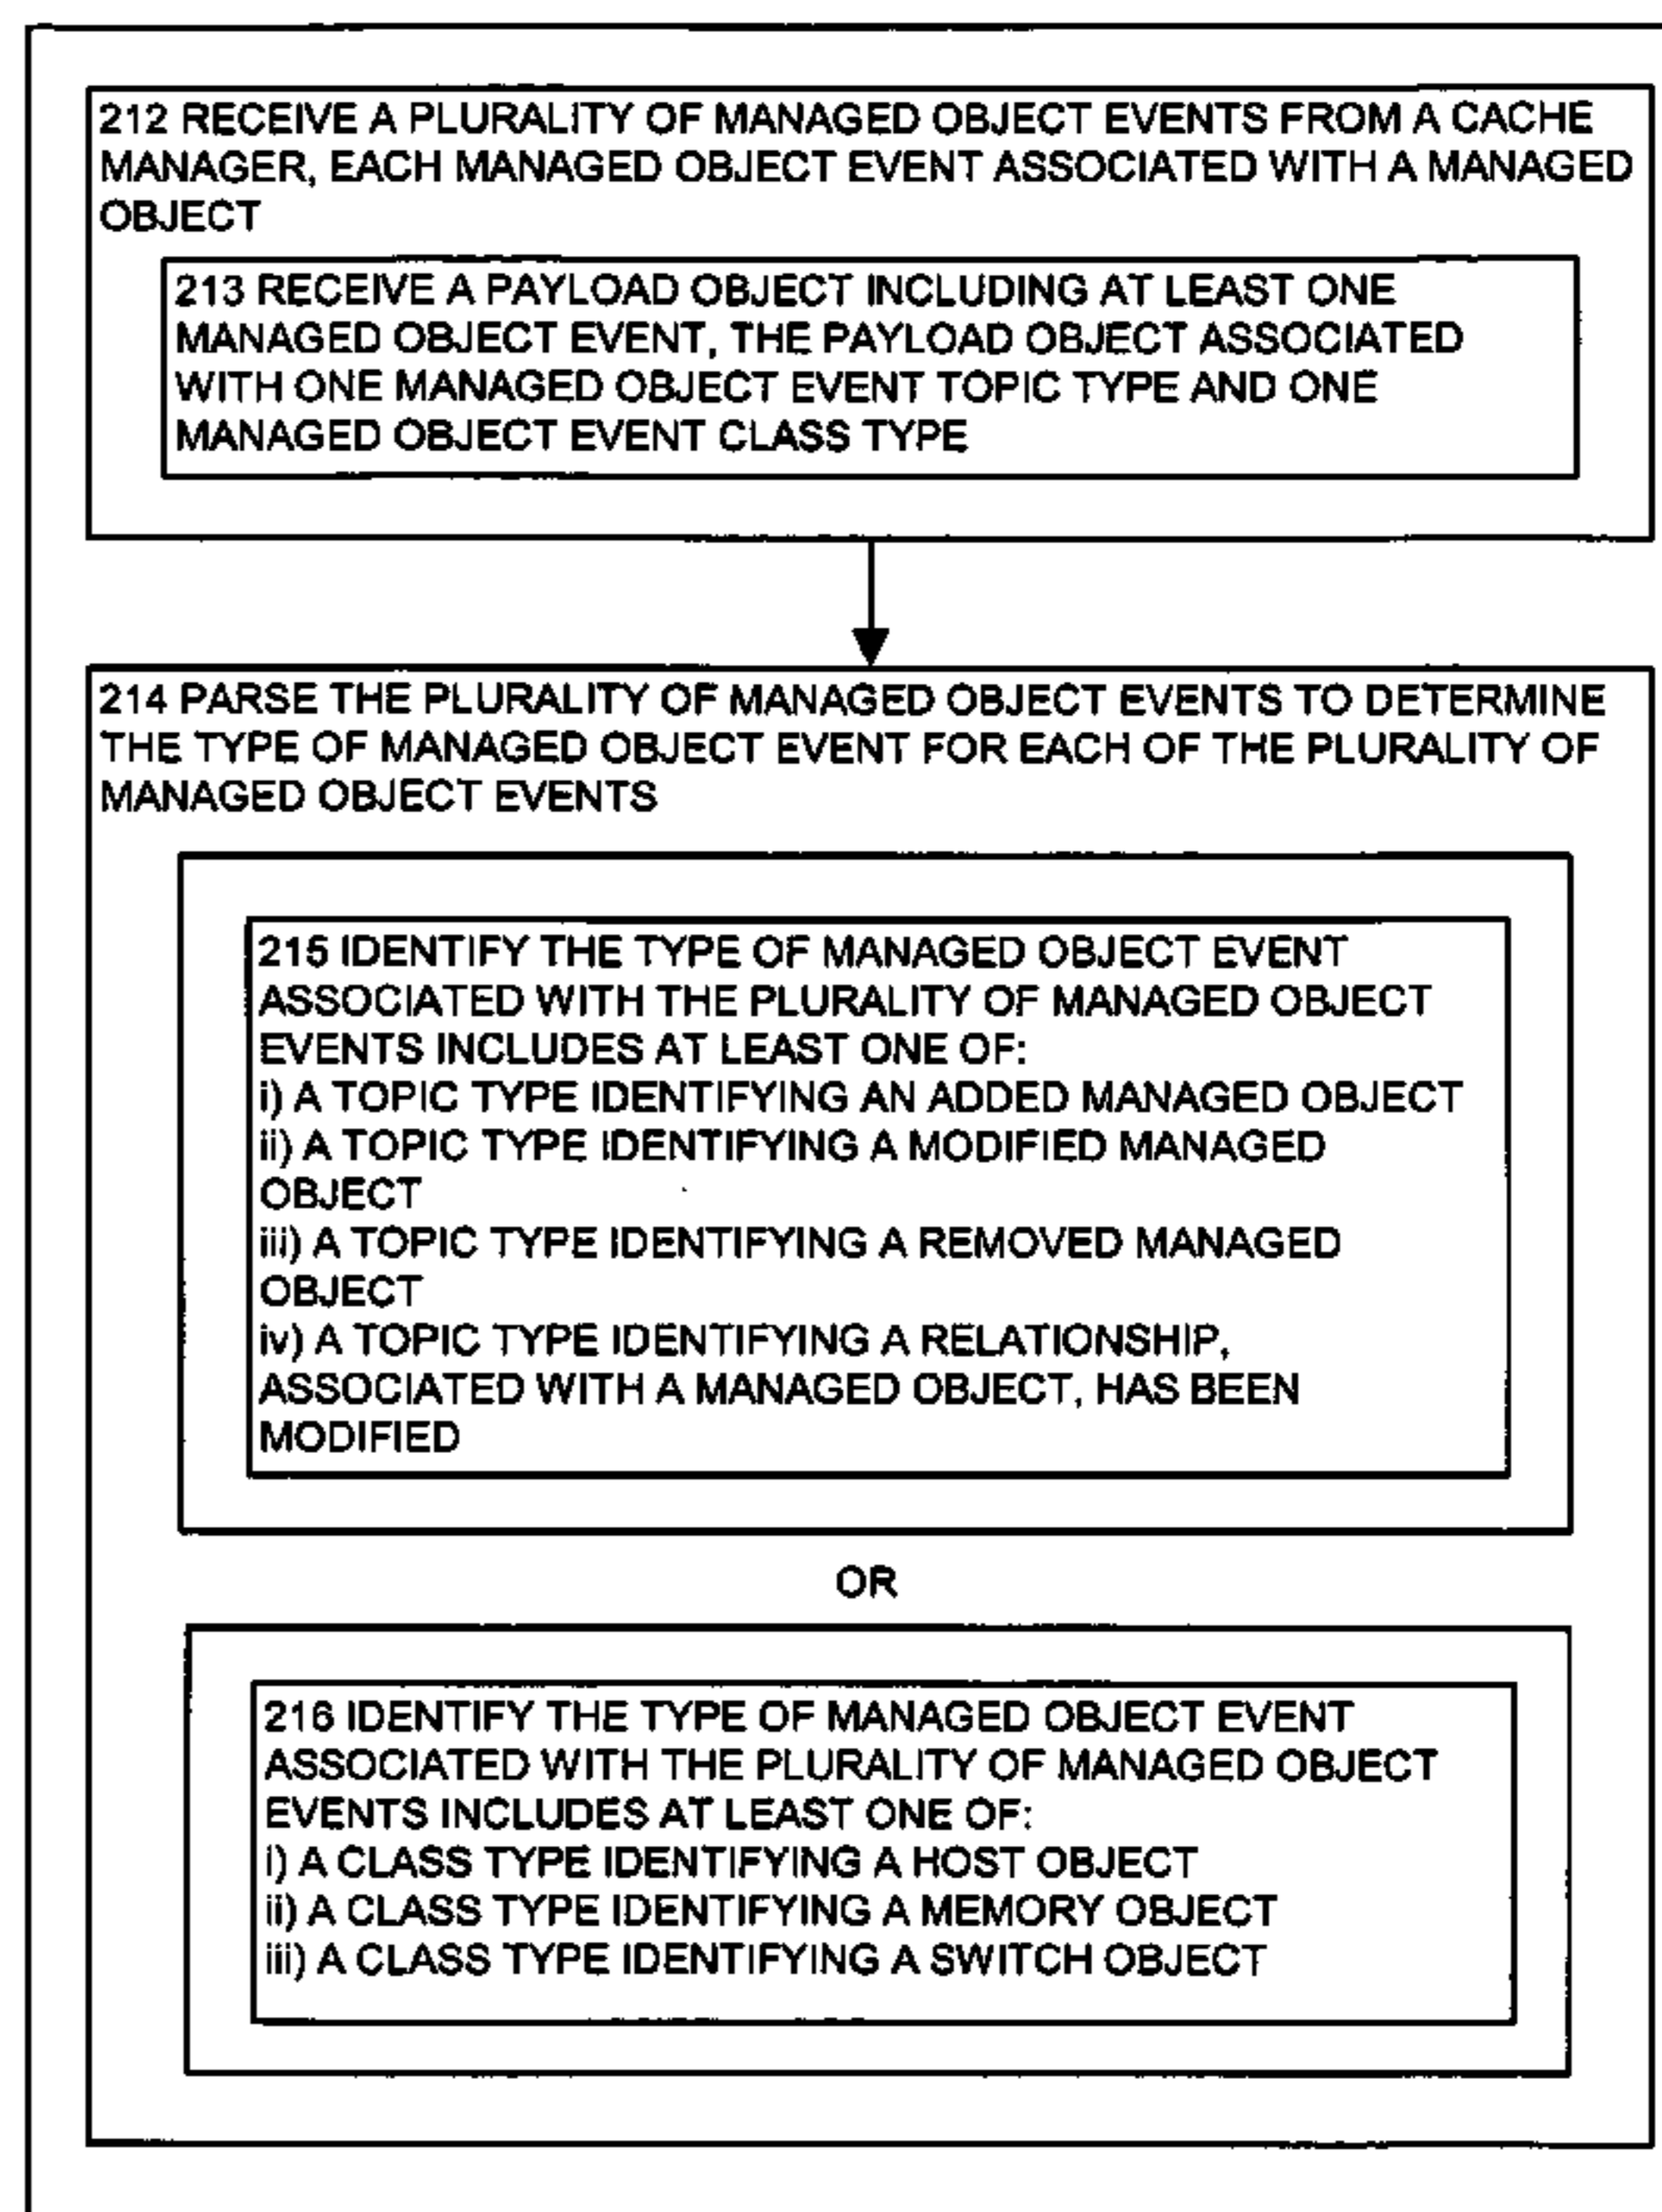 212 RECEIVE A PLURALITY OF MANAGED OBJECT EVENTS FROM A CACHE
MANAGER, EACH MANAGED OBJECT EVENT ASSOCIATED WITH A MANAGED
OBJECT
213 RECEIVE A PAYLOAD OBJECT INCLUDING AT LEAST ONE
MANAGED OBJECT EVENT, THE PAYLOAD OBJECT ASSOCIATED
WITH ONE MANAGED OBJECT EVENT TOPIC TYPE AND ONE
MANAGED OBJECT EVENT CLASS TYPE
214 PARSE THE PLURALITY OF MANAGED OBJECT EVENTS TO DETERMINE
THE TYPE OF MANAGED OBJECT EVENT FOR EACH OF THE PLURALITY OF
MANAGED OBJECT EVENTS
215 IDENTIFY THE TYPE OF MANAGED OBJECT EVENT
ASSOCIATED WITH THE PLURALITY OF MANAGED OBJECT
EVENTS INCLUDES AT LEAST ONE OF:
i) A TOPIC TYPE IDENTIFYING AN ADDED MANAGED OBJECT
ii) A TOPIC TYPE IDENTIFYING A MODIFIED MANAGED
OBJECT
iii) A TOPIC TYPE IDENTIFYING A REMOVED MANAGED
OBJECT
iv) A TOPIC TYPE IDENTIFYING A RELATIONSHIP,
ASSOCIATED WITH A MANAGED OBJECT, HAS BEEN
MODIFIED
OR
216 IDENTIFY THE TYPE OF MANAGED OBJECT EVENT
ASSOCIATED WITH THE PLURALITY OF MANAGED OBJECT
EVENTS INCLUDES AT LEAST ONE OF:
i) A CLASS TYPE IDENTIFYING A HOST OBJECT
ii) A CLASS TYPE IDENTIFYING A MEMORY OBJECT
iii) A CLASS TYPE IDENTIFYING A SWITCH OBJECT